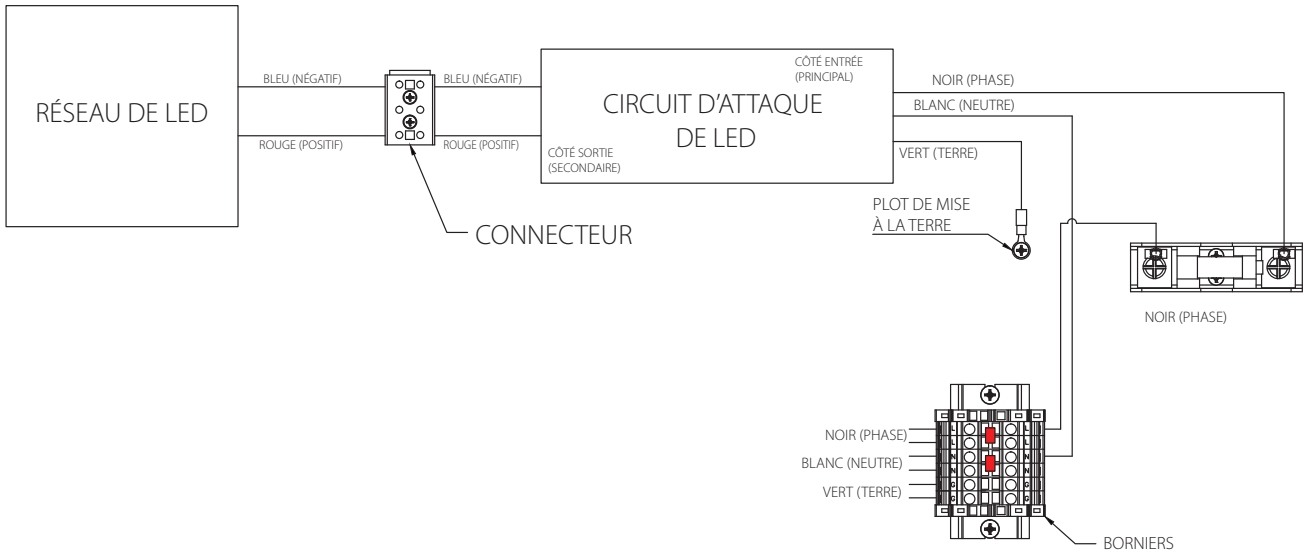 RÉSEAU DE LED
BLEU (NÉGATIF)
ROUGE (POSITIF)
BLEU (NÉGATIF)
ROUGE (POSITIF)
CONNECTEUR
CÔTÉ ENTRÉE
(PRINCIPAL)
CIRCUIT D'ATTAQUE
DE LED
CÔTÉ SORTIE
(SECONDAIRE)
NOIR (PHASE)
BLANC (NEUTRE)
VERT (TERRE)
PLOT DE MISE
À LA TERRE
NOIR (PHASE)
NOIR (PHASE)
BLANC (NEUTRE)
VERT (TERRE)
L L
L L
N N
N N
G G
G G
BORNIERS